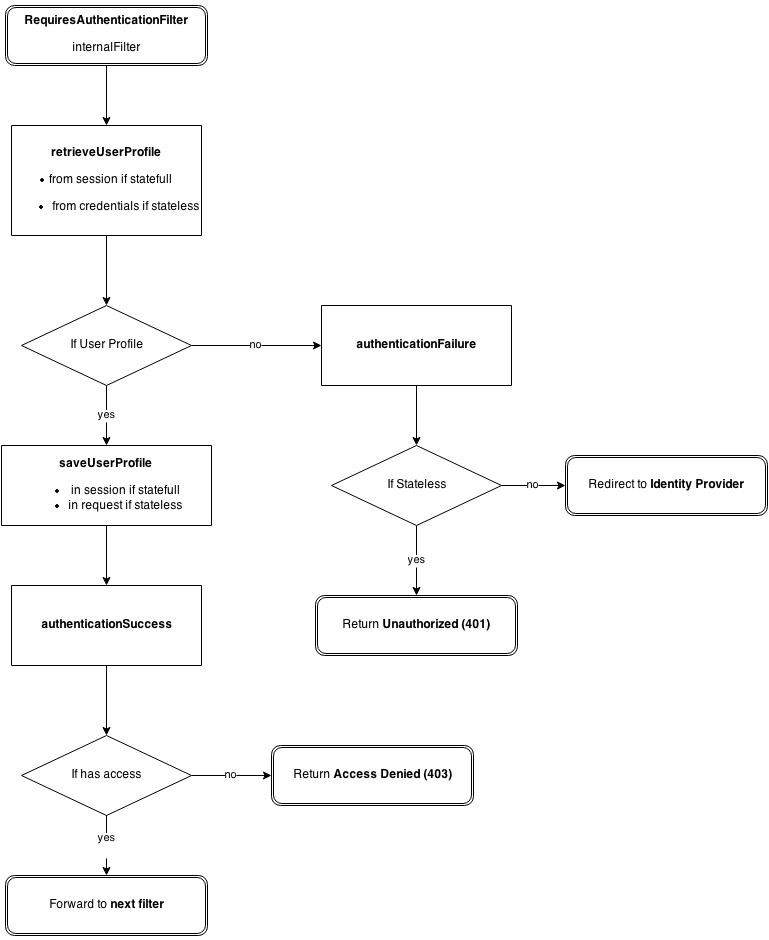 RequiresAuthenticationFilter
internalFilter
retrieveUserProfile
• from session if statefull
• from credentials if stateless
If User Profile
no
authenticationFailure
yes
saveUserProfile
• in session if statefull
• in request if stateless
If Stateless
no
Redirect to Identity Provider
yes
authenticationSuccess
Return Unauthorized (401)
If has access
no
Return Access Denied (403)
yes
Forward to next filter